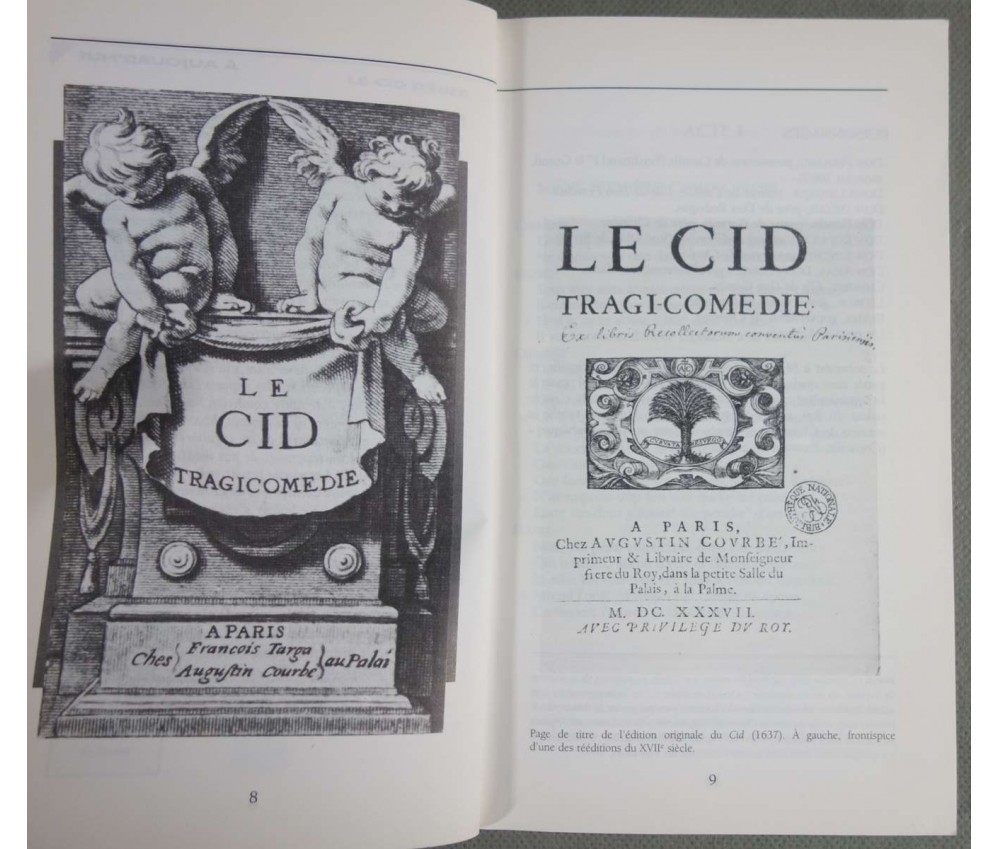 LE
CID
TRAGICOMEDIE
A PARIS
Ches {Francois Targa
Augustin Courbe} au Palai
8
LE CID
TRAGI-COMEDIE.
Ex libris Recollectorum conventus Parisiensis,
CVRVATA RESVRGO
A PARIS,
Chez AVGVSTIN COVRBE', Im-
primeur & Libraire de Monseigneur
frere du Roy, dans la petite Salle du
Palais, à la Palme.
M. DC. XXXVII.
AVEC PRIVILEGE DV ROY.
Page de titre de l'édition originale du Cid (1637). À gauche, frontispice
d'une des rééditions du XVIIe siècle.
9